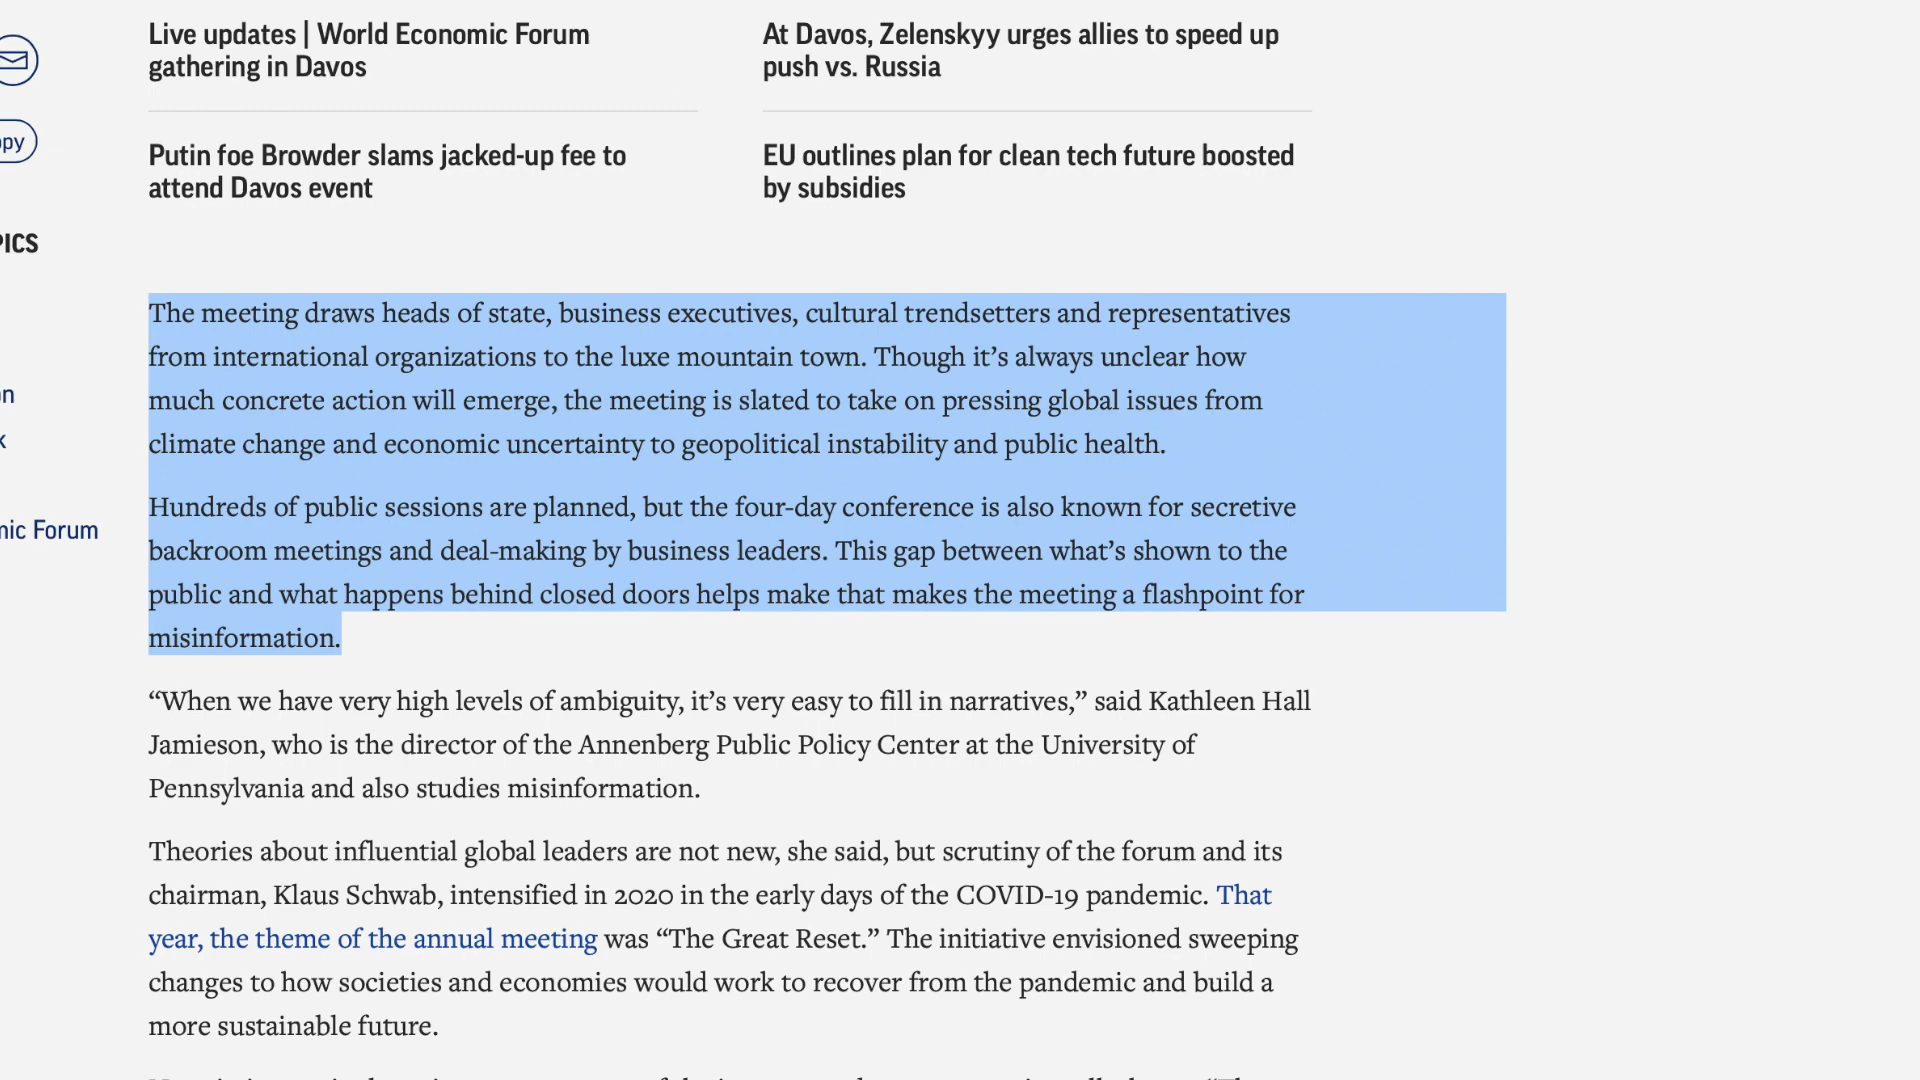 Live updates | World Economic Forum
gathering in Davos
At Davos, Zelenskyy urges allies to speed up
push vs. Russia
Putin foe Browder slams jacked-up fee to
attend Davos event
EU outlines plan for clean tech future boosted
by subsidies
The meeting draws heads of state, business executives, cultural trendsetters and representatives
from international organizations to the luxe mountain town. Though it’s always unclear how
much concrete action will emerge, the meeting is slated to take on pressing global issues from
climate change and economic uncertainty to geopolitical instability and public health.
Hundreds of public sessions are planned, but the four-day conference is also known for secretive
backroom meetings and deal-making by business leaders. This gap between what’s shown to the
public and what happens behind closed doors helps make that makes the meeting a flashpoint for
misinformation.
“When we have very high levels of ambiguity, it’s very easy to fill in narratives,” said Kathleen Hall
Jamieson, who is the director of the Annenberg Public Policy Center at the University of
Pennsylvania and also studies misinformation.
Theories about influential global leaders are not new, she said, but scrutiny of the forum and its
chairman, Klaus Schwab, intensified in 2020 in the early days of the COVID-19 pandemic. That
year, the theme of the annual meeting was “The Great Reset.” The initiative envisioned sweeping
changes to how societies and economies would work to recover from the pandemic and build a
more sustainable future.
opy
PICS
on
k
mic Forum